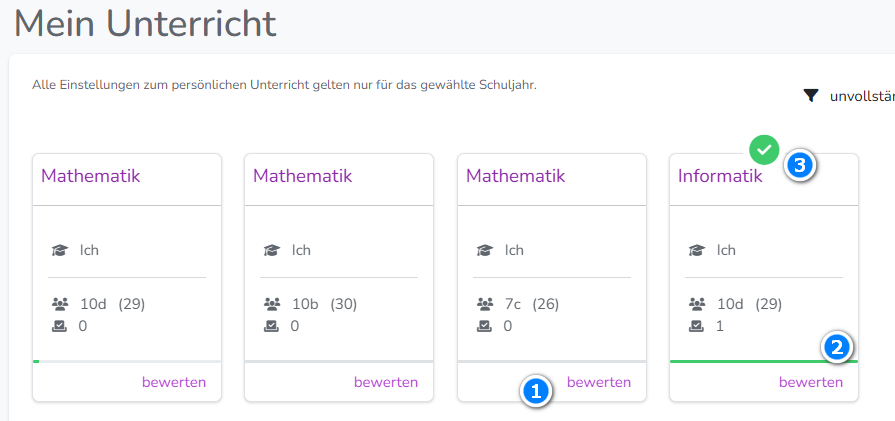 Mein Unterricht
Alle Einstellungen zum persönlichen Unterricht gelten nur für das gewählte Schuljahr.
Mathematik
Ich
10d (29)
0
bewerten
Mathematik
Ich
10b (30)
0
bewerten
Mathematik
Ich
7c (26)
0
1
bewerten
3
Informatik
Ich
10d (29)
1
2
bewerten